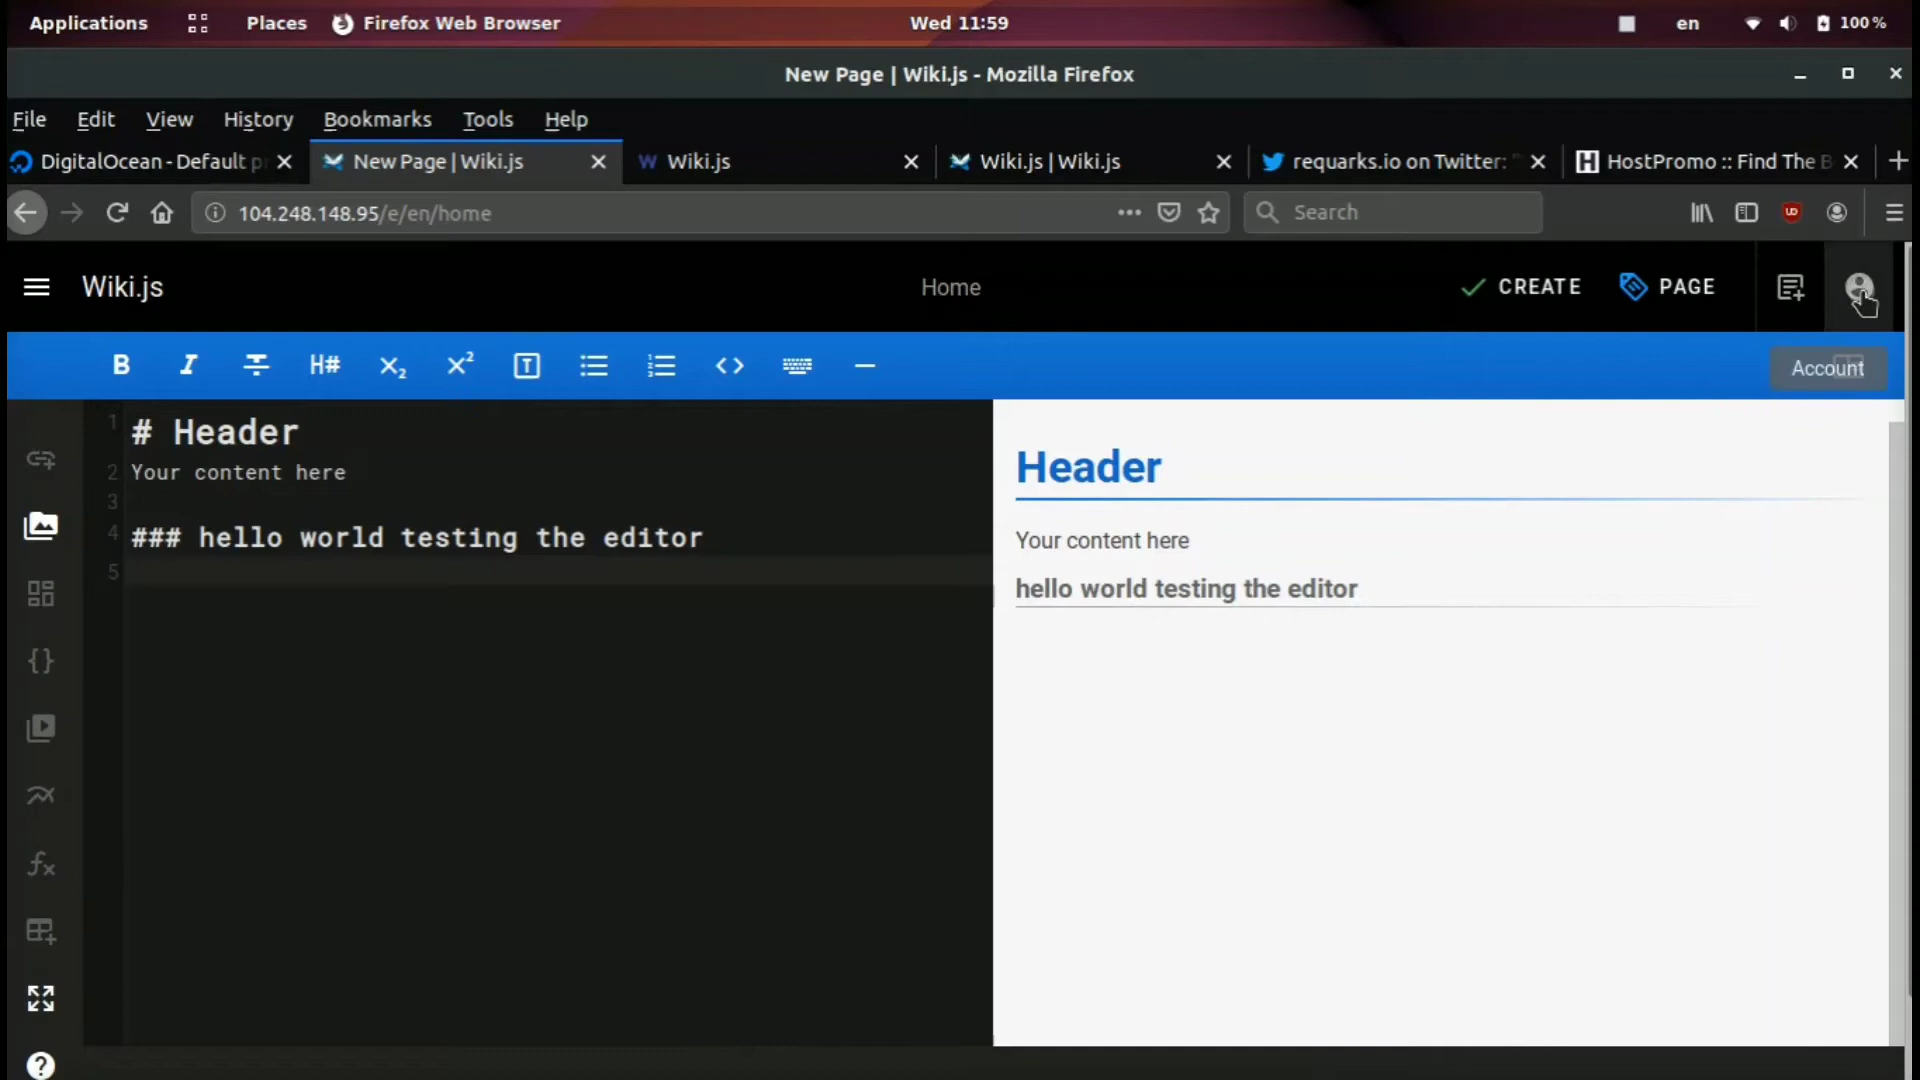 Applications Places Firefox Web Browser Wed 11:59 en 100%
New Page | Wiki.js - Mozilla Firefox
File Edit View History Bookmarks Tools Help
DigitalOcean - Default p New Page | Wiki.js Wiki.js Wiki.js | Wiki.js requarks.io on Twitter: " HostPromo :: Find The B
104.248.148.95/e/en/home Search
Wiki.js Home CREATE PAGE
B I H# X₂ X² T Account
1 # Header
2 Your content here
3
4 ### hello world testing the editor
5
Header
Your content here
hello world testing the editor